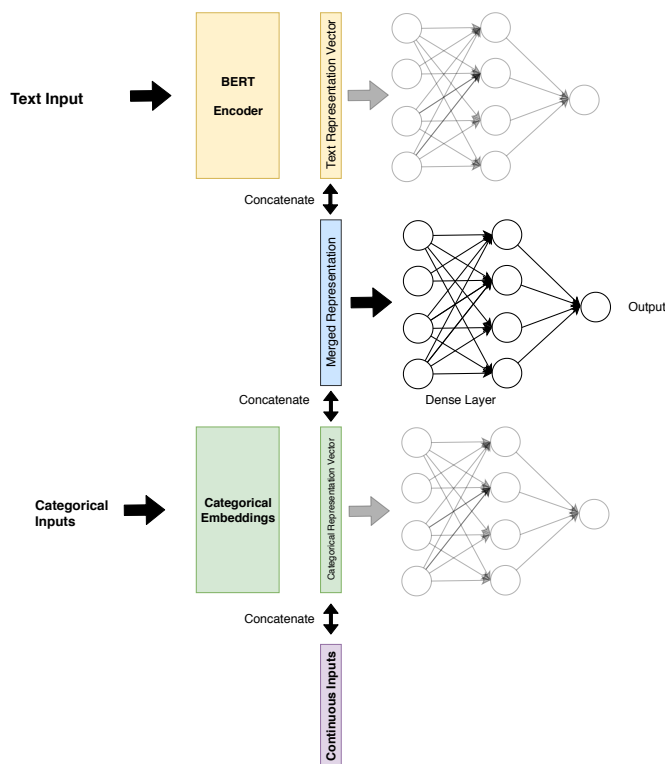 BERT
Encoder
Text Input
Text Representation Vector
Concatenate
Merged Representation
Output
Concatenate
Dense Layer
Categorical
Inputs
Categorical
Embeddings
Categorical Representation Vector
Concatenate
Continuous Inputs